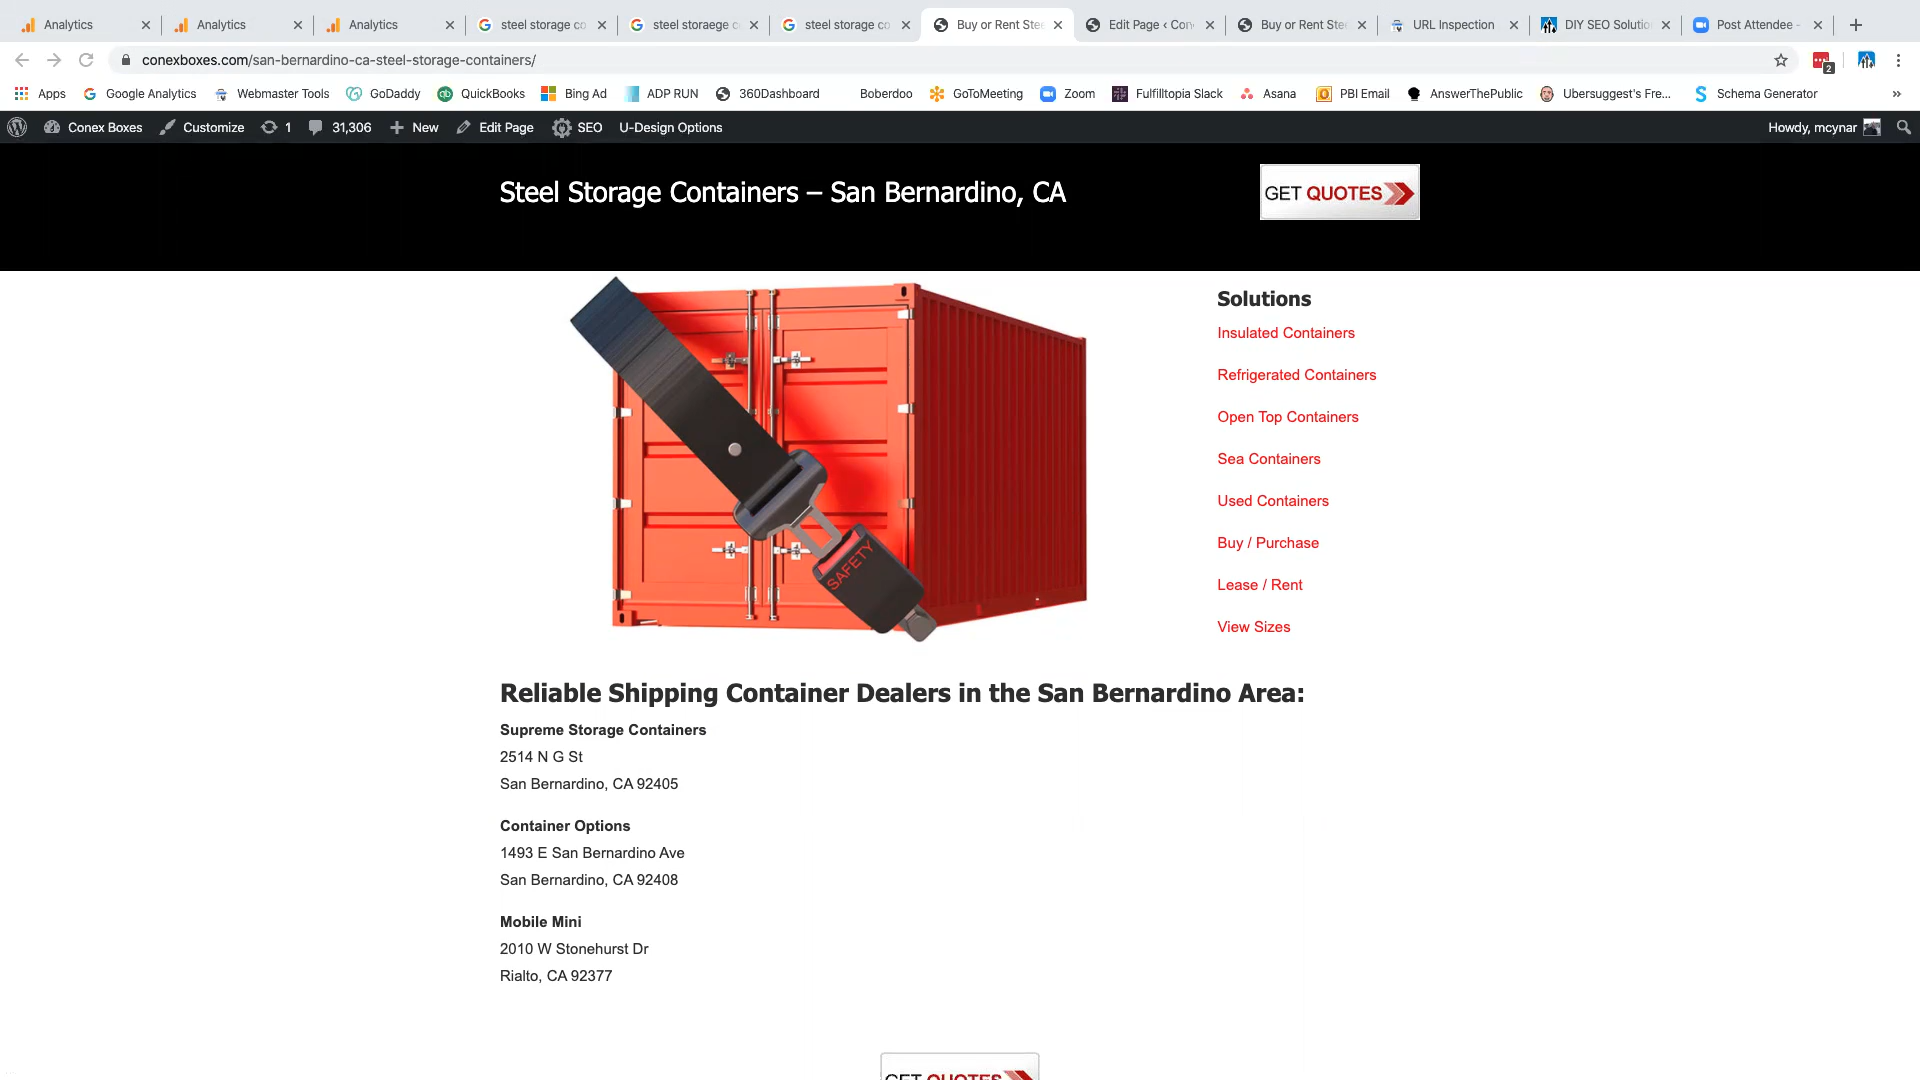 Analytics
Analytics
Analytics
steel storage co
steel storaege c
steel storage co
Buy or Rent Stee
Edit Page ‹ Con
Buy or Rent Stee
URL Inspection
DIY SEO Solutio
Post Attendee -
conexboxes.com/san-bernardino-ca-steel-storage-containers/
2
Apps
Google Analytics
Webmaster Tools
GoDaddy
QuickBooks
Bing Ad
ADP RUN
360Dashboard
Boberdoo
GoToMeeting
Zoom
Fulfilltopia Slack
Asana
PBI Email
AnswerThePublic
Ubersuggest's Fre...
Schema Generator
»
Conex Boxes
Customize
1
31,306
New
Edit Page
SEO
U-Design Options
Howdy, mcynar
Steel Storage Containers – San Bernardino, CA
GET QUOTES
SAFETY
Solutions
Insulated Containers
Refrigerated Containers
Open Top Containers
Sea Containers
Used Containers
Buy / Purchase
Lease / Rent
View Sizes
Reliable Shipping Container Dealers in the San Bernardino Area:
Supreme Storage Containers
2514 N G St
San Bernardino, CA 92405
Container Options
1493 E San Bernardino Ave
San Bernardino, CA 92408
Mobile Mini
2010 W Stonehurst Dr
Rialto, CA 92377
GET QUOTES